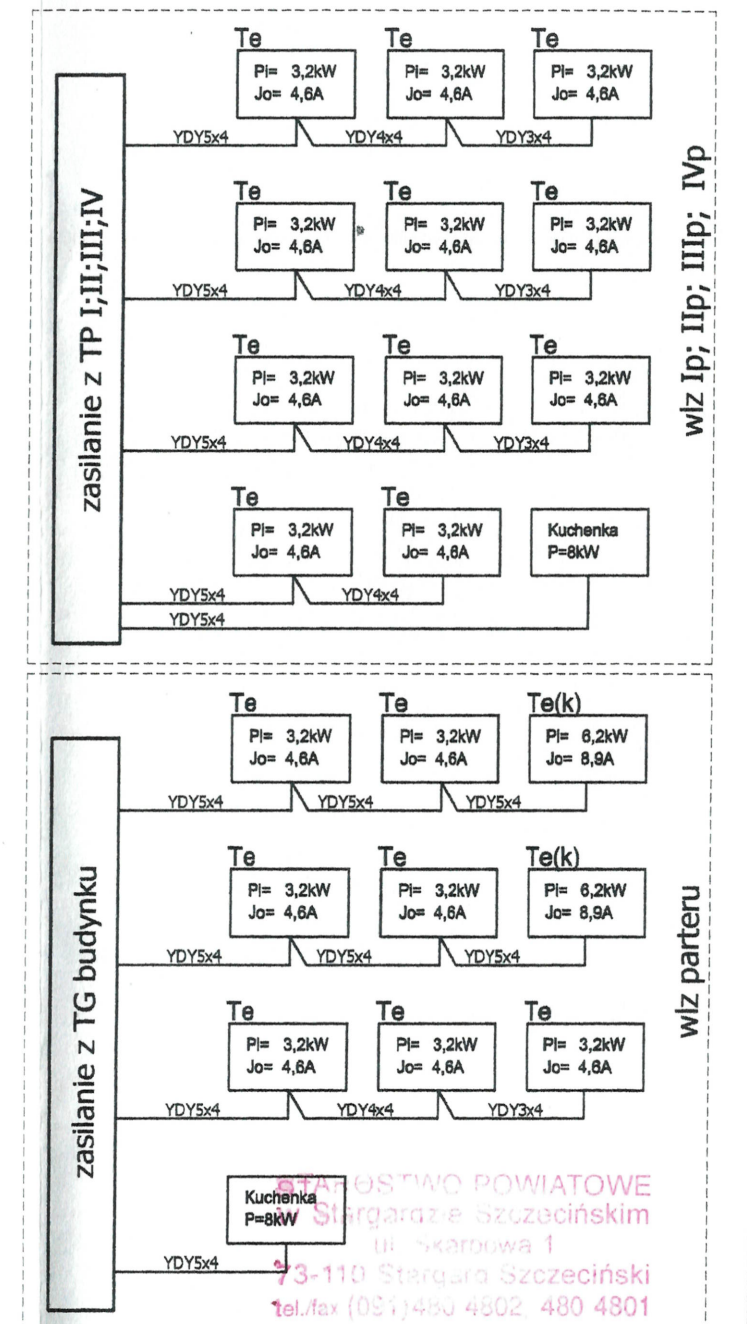 Te Te Te
Pi= 3,2kW Pi= 3,2kW Pi= 3,2kW
Jo= 4,6A Jo= 4,6A Jo= 4,6A
YDY5x4 YDY4x4 YDY3x4
Te Te Te
Pi= 3,2kW Pi= 3,2kW Pi= 3,2kW
Jo= 4,6A Jo= 4,6A Jo= 4,6A
YDY5x4 YDY4x4 YDY3x4
Te Te Te
Pi= 3,2kW Pi= 3,2kW Pi= 3,2kW
Jo= 4,6A Jo= 4,6A Jo= 4,6A
YDY5x4 YDY4x4 YDY3x4
Te Te
Pi= 3,2kW Pi= 3,2kW Kuchenka
Jo= 4,6A Jo= 4,6A P=8kW
YDY5x4 YDY4x4
YDY5x4
zasilanie z TP I;II;III;IV
wlz Ip; IIp; IIIp; IVp
Te Te Te(k)
Pi= 3,2kW Pi= 3,2kW Pi= 6,2kW
Jo= 4,6A Jo= 4,6A Jo= 8,9A
YDY5x4 YDY5x4 YDY5x4
Te Te Te(k)
Pi= 3,2kW Pi= 3,2kW Pi= 6,2kW
Jo= 4,6A Jo= 4,6A Jo= 8,9A
YDY5x4 YDY5x4 YDY5x4
Te Te Te
Pi= 3,2kW Pi= 3,2kW Pi= 3,2kW
Jo= 4,6A Jo= 4,6A Jo= 4,6A
YDY5x4 YDY4x4 YDY3x4
Kuchenka
P=8kW
YDY5x4
zasilanie z TG budynku
wlz parteru
STAROSTWO POWIATOWE
w Stargardzie Szczecińskim
ul. Skarbowa 1
73-110 Stargard Szczeciński
tel./fax (091) 480 4802, 480 4801